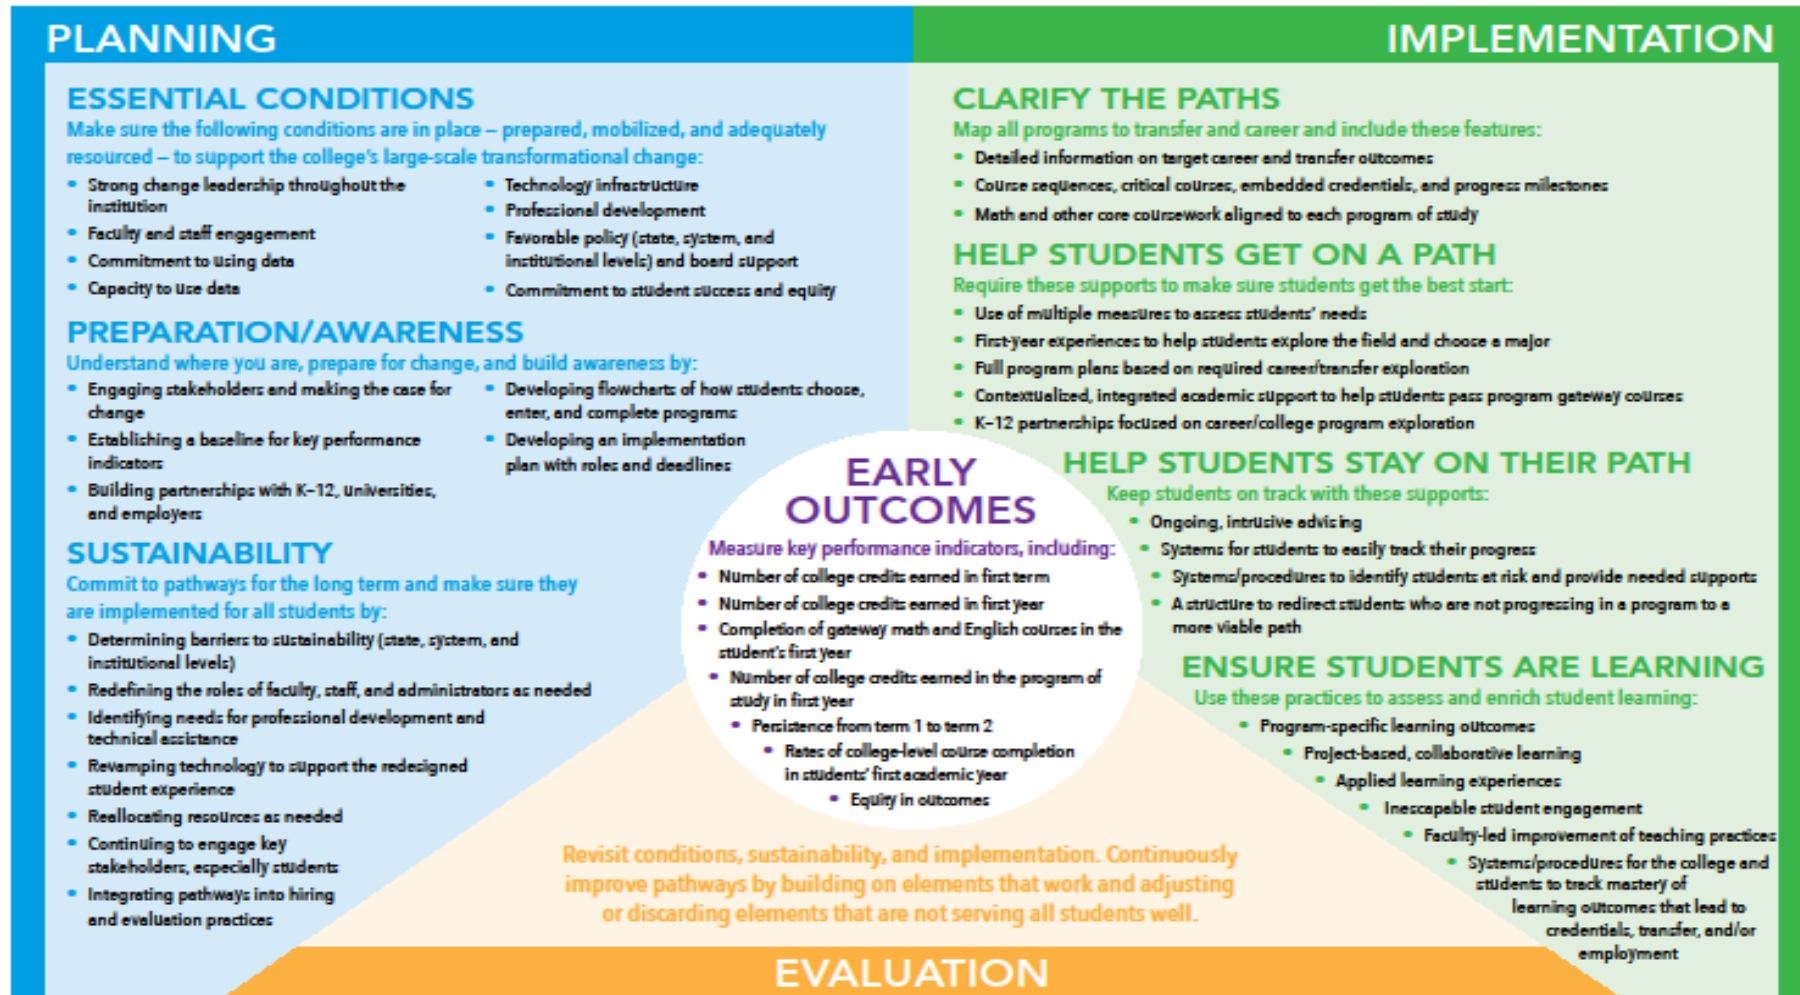 PLANNING
ESSENTIAL CONDITIONS
Make sure the following conditions are in place – prepared, mobilized, and adequately
resourced – to support the college's large-scale transformational change:
• Strong change leadership throughout the
institution
• Faculty and staff engagement
• Commitment to using data
• Capacity to use data
• Technology infrastructure
• Professional development
• Favorable policy (state, system, and
institutional levels) and board support
• Commitment to student success and equity
PREPARATION/AWARENESS
Understand where you are, prepare for change, and build awareness by:
• Engaging stakeholders and making the case for
change
• Establishing a baseline for key performance
indicators
• Building partnerships with K–12, universities,
and employers
• Developing flowcharts of how students choose,
enter, and complete programs
• Developing an implementation
plan with roles and deadlines
SUSTAINABILITY
Commit to pathways for the long term and make sure they
are implemented for all students by:
• Determining barriers to sustainability (state, system, and
institutional levels)
• Redefining the roles of faculty, staff, and administrators as needed
• Identifying needs for professional development and
technical assistance
• Revamping technology to support the redesigned
student experience
• Reallocating resources as needed
• Continuing to engage key
stakeholders, especially students
• Integrating pathways into hiring
and evaluation practices
EARLY
OUTCOMES
Measure key performance indicators, including:
• Number of college credits earned in first term
• Number of college credits earned in first year
• Completion of gateway math and English courses in the
student's first year
• Number of college credits earned in the program of
study in first year
• Persistence from term 1 to term 2
• Rates of college-level course completion
in students' first academic year
• Equity in outcomes
IMPLEMENTATION
CLARIFY THE PATHS
Map all programs to transfer and career and include these features:
• Detailed information on target career and transfer outcomes
• Course sequences, critical courses, embedded credentials, and progress milestones
• Math and other core coursework aligned to each program of study
HELP STUDENTS GET ON A PATH
Require these supports to make sure students get the best start:
• Use of multiple measures to assess students' needs
• First-year experiences to help students explore the field and choose a major
• Full program plans based on required career/transfer exploration
• Contextualized, integrated academic support to help students pass program gateway courses
• K–12 partnerships focused on career/college program exploration
HELP STUDENTS STAY ON THEIR PATH
Keep students on track with these supports:
• Ongoing, intrusive advising
• Systems for students to easily track their progress
• Systems/procedures to identify students at risk and provide needed supports
• A structure to redirect students who are not progressing in a program to a
more viable path
ENSURE STUDENTS ARE LEARNING
Use these practices to assess and enrich student learning:
• Program-specific learning outcomes
• Project-based, collaborative learning
• Applied learning experiences
• Inescapable student engagement
• Faculty-led improvement of teaching practices
• Systems/procedures for the college and
students to track mastery of
learning outcomes that lead to
credentials, transfer, and/or
employment
Revisit conditions, sustainability, and implementation. Continuously
improve pathways by building on elements that work and adjusting
or discarding elements that are not serving all students well.
EVALUATION